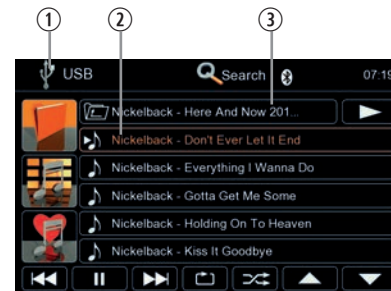 1 2 3
USB Search 07:19
Nickelback - Here And Now 201...
Nickelback - Don't Ever Let It End
Nickelback - Everything I Wanna Do
Nickelback - Gotta Get Me Some
Nickelback - Holding On To Heaven
Nickelback - Kiss It Goodbye